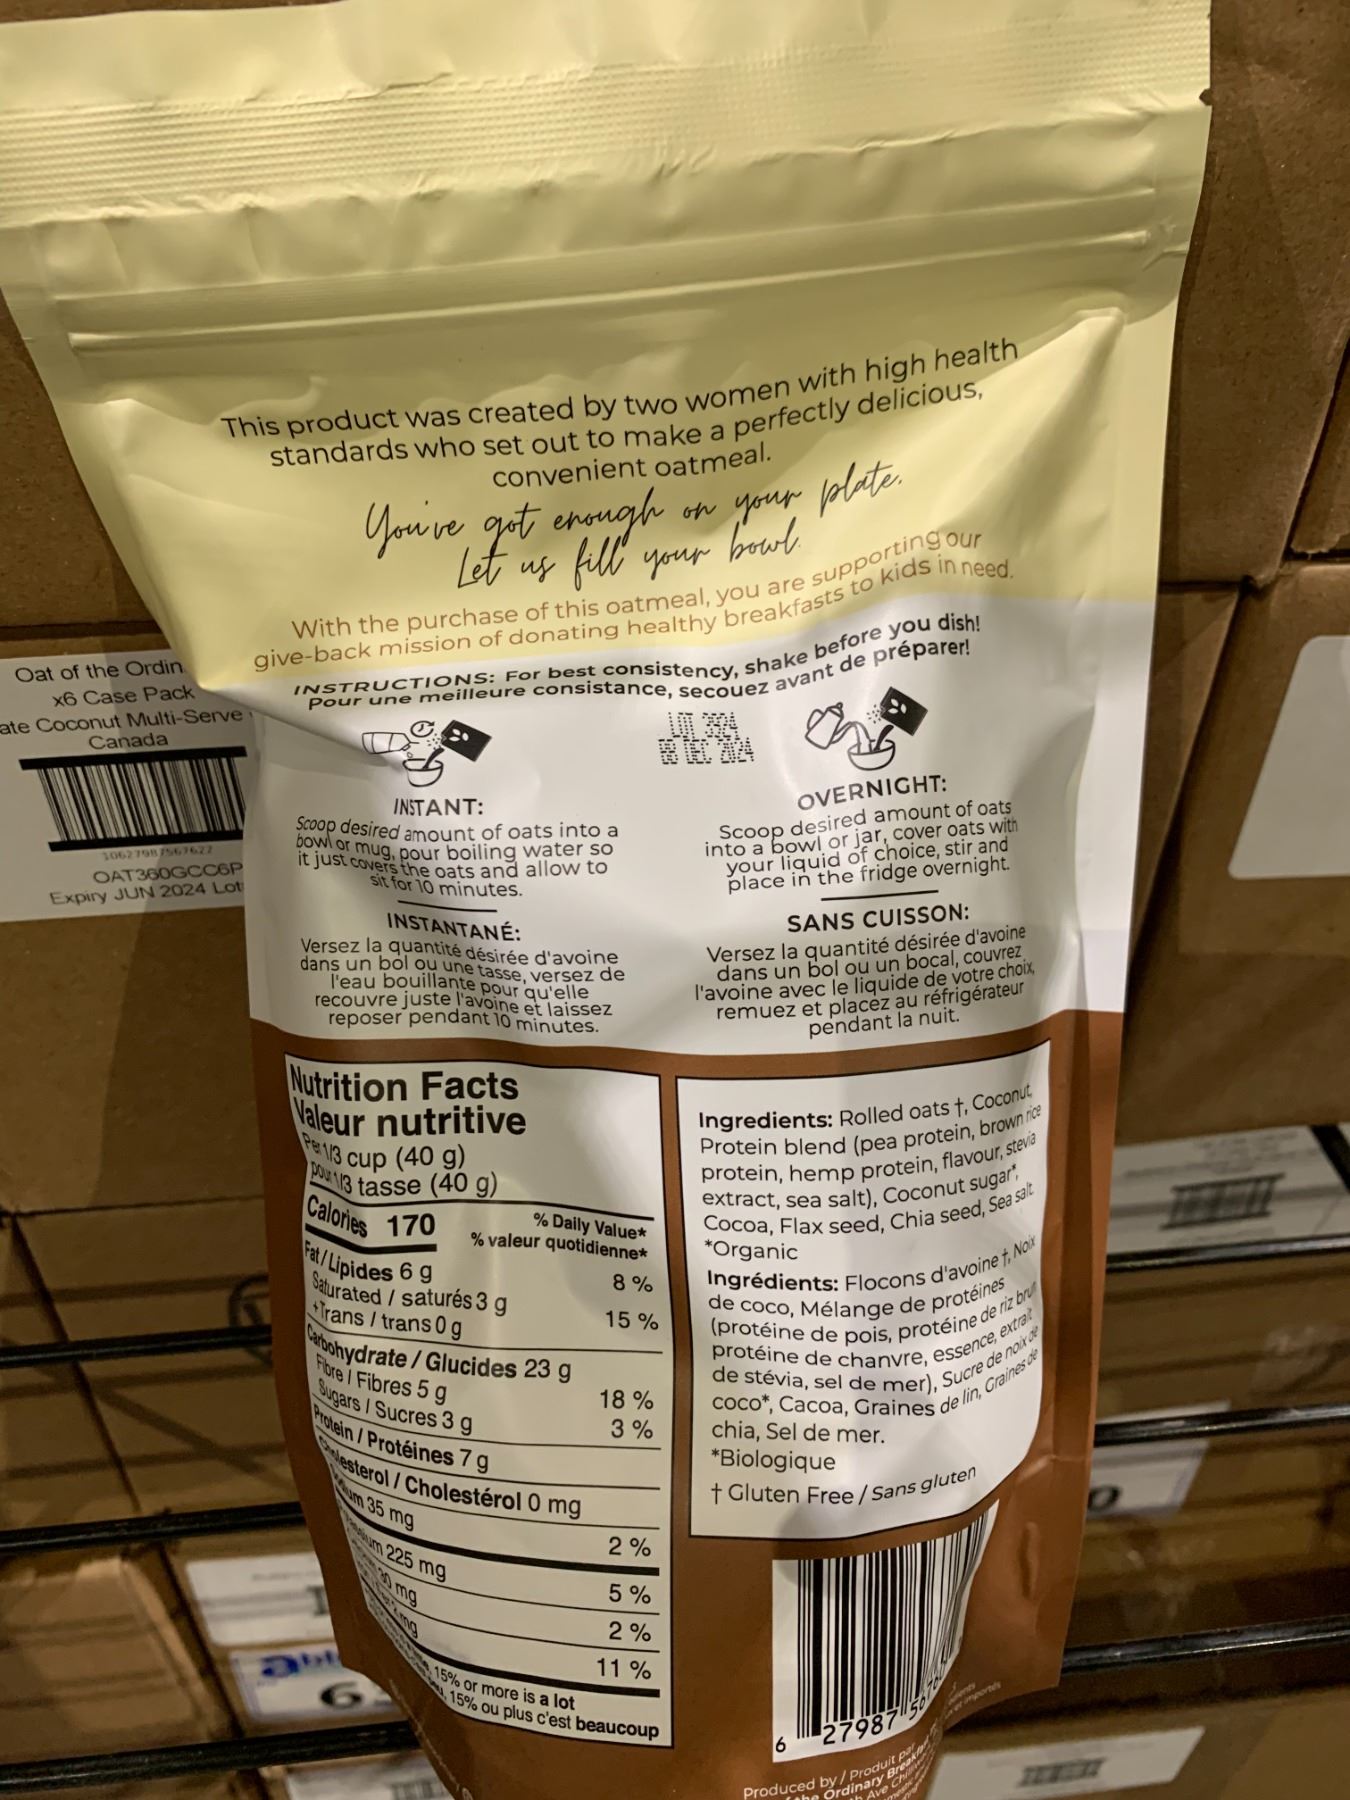 This product was created by two women with high health
standards who set out to make a perfectly delicious,
convenient oatmeal.
You've got enough on your plate.
Let us fill your bowl.
With the purchase of this oatmeal, you are supporting our
give-back mission of donating healthy breakfasts to kids in need.
INSTRUCTIONS: For best consistency, shake before you dish!
Pour une meilleure consistance, secouez avant de préparer!
LOT 3924
08 DEC 2024
INSTANT:
Scoop desired amount of oats into a
bowl or mug, pour boiling water so
it just covers the oats and allow to
sit for 10 minutes.
INSTANTANÉ:
Versez la quantité désirée d'avoine
dans un bol ou une tasse, versez de
l'eau bouillante pour qu'elle
recouvre juste l'avoine et laissez
reposer pendant 10 minutes.
OVERNIGHT:
Scoop desired amount of oats
into a bowl or jar, cover oats with
your liquid of choice, stir and
place in the fridge overnight.
SANS CUISSON:
Versez la quantité désirée d'avoine
dans un bol ou un bocal, couvrez
l'avoine avec le liquide de votre choix,
remuez et placez au réfrigérateur
pendant la nuit.
Nutrition Facts
Valeur nutritive
Per 1/3 cup (40 g)
pour 1/3 tasse (40 g)
Calories 170
% Daily Value*
% valeur quotidienne*
Fat / Lipides 6 g 8 %
Saturated / saturés 3 g
+ Trans / trans 0 g 15 %
Carbohydrate / Glucides 23 g
Fibre / Fibres 5 g 18 %
Sugars / Sucres 3 g 3 %
Protein / Protéines 7 g
Cholesterol / Cholestérol 0 mg
35 mg 2 %
225 mg 5 %
30 mg 2 %
mg 11 %
15% or more is a lot
15% ou plus c'est beaucoup
Ingredients: Rolled oats †, Coconut,
Protein blend (pea protein, brown rice
protein, hemp protein, flavour, stevia
extract, sea salt), Coconut sugar*,
Cocoa, Flax seed, Chia seed, Sea salt
*Organic
Ingrédients: Flocons d'avoine †, Noix
de coco, Mélange de protéines
(protéine de pois, protéine de riz brun
protéine de chanvre, essence, extrait
de stévia, sel de mer), Sucre de noix de
coco*, Cacoa, Graines de lin, Graines de
chia, Sel de mer.
*Biologique
† Gluten Free / Sans gluten
6 27987
Produced by / Produit par
the Ordinary
Ave
Oat of the Ordin
x6 Case Pack
ate Coconut Multi-Serve
Canada
OAT360GCC6P
Expiry JUN 2024 Lot